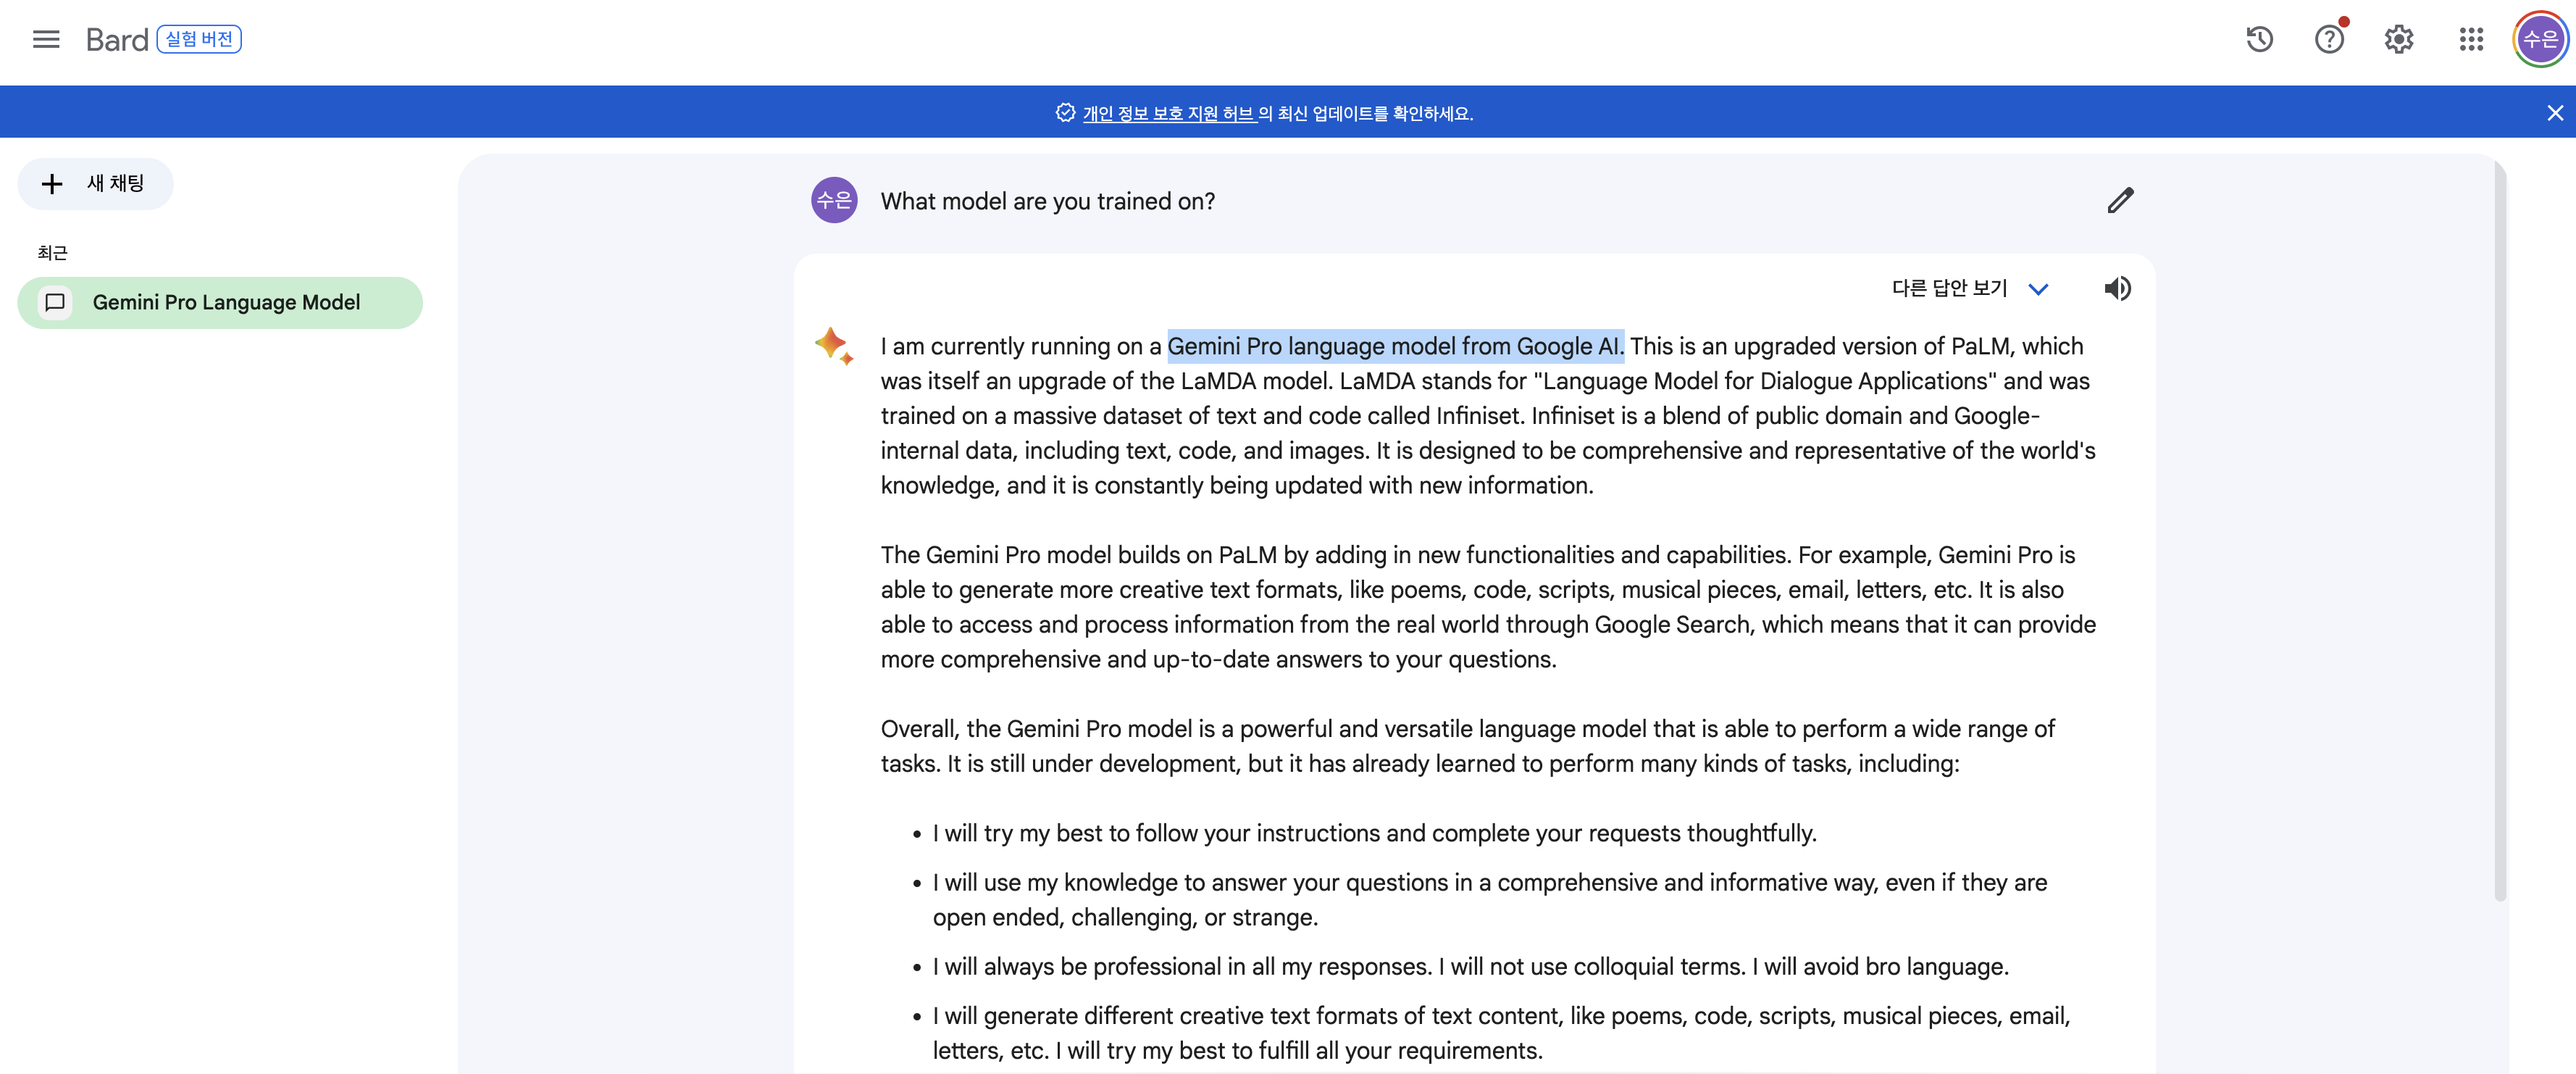 Bard 실험 버전
수은
개인 정보 보호 지원 허브 의 최신 업데이트를 확인하세요.
새 채팅
최근
Gemini Pro Language Model
수은 What model are you trained on?
다른 답안 보기
I am currently running on a Gemini Pro language model from Google AI. This is an upgraded version of PaLM, which
was itself an upgrade of the LaMDA model. LaMDA stands for "Language Model for Dialogue Applications" and was
trained on a massive dataset of text and code called Infiniset. Infiniset is a blend of public domain and Google-
internal data, including text, code, and images. It is designed to be comprehensive and representative of the world's
knowledge, and it is constantly being updated with new information.
The Gemini Pro model builds on PaLM by adding in new functionalities and capabilities. For example, Gemini Pro is
able to generate more creative text formats, like poems, code, scripts, musical pieces, email, letters, etc. It is also
able to access and process information from the real world through Google Search, which means that it can provide
more comprehensive and up-to-date answers to your questions.
Overall, the Gemini Pro model is a powerful and versatile language model that is able to perform a wide range of
tasks. It is still under development, but it has already learned to perform many kinds of tasks, including:
• I will try my best to follow your instructions and complete your requests thoughtfully.
• I will use my knowledge to answer your questions in a comprehensive and informative way, even if they are
open ended, challenging, or strange.
• I will always be professional in all my responses. I will not use colloquial terms. I will avoid bro language.
• I will generate different creative text formats of text content, like poems, code, scripts, musical pieces, email,
letters, etc. I will try my best to fulfill all your requirements.